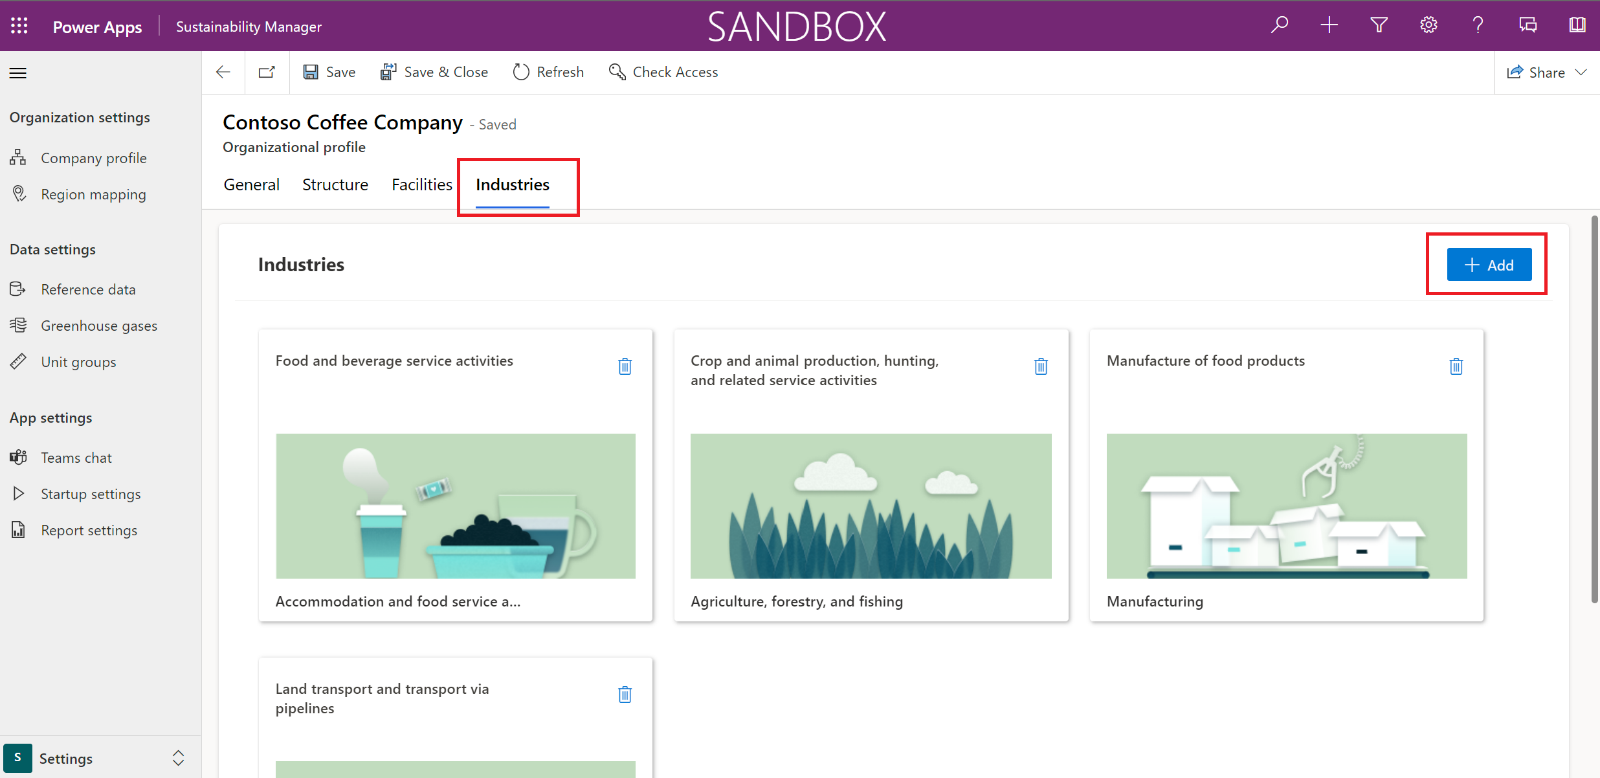 Power Apps
Sustainability Manager
SANDBOX
Save
Save & Close
Refresh
Check Access
Share
Organization settings
Company profile
Region mapping
Data settings
Reference data
Greenhouse gases
Unit groups
App settings
Teams chat
Startup settings
Report settings
S
Settings
Contoso Coffee Company - Saved
Organizational profile
General
Structure
Facilities
Industries
Industries
Add
Food and beverage service activities
Accommodation and food service a...
Crop and animal production, hunting,
and related service activities
Agriculture, forestry, and fishing
Manufacture of food products
Manufacturing
Land transport and transport via
pipelines